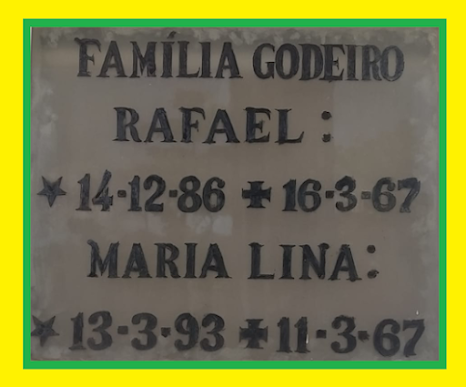 FAMÍLIA GODEIRO
RAFAEL:
★ 14-12-86 ✚ 16-3-67
MARIA LINA:
★ 13-3-93 ✚ 11-3-67